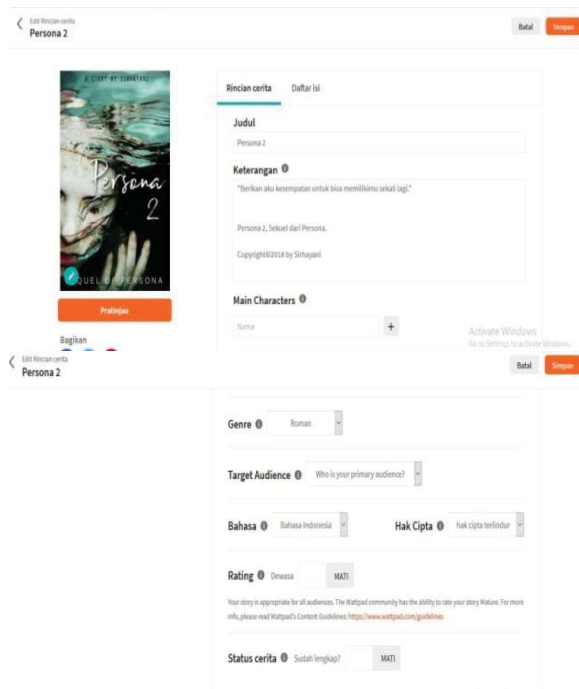 Edit Rincian cerita
Persona 2
Batal
Simpan
A STORY BY SIRHAYANI
Persona
2
QUEL OF PERSONA
Pratinjau
Bagikan
Rincian cerita
Daftar isi
Judul
Persona 2
Keterangan
"Berikan aku kesempatan untuk bisa memilikimu sekali lagi."
Persona 2, Sekuel dari Persona.
Copyright©2018 by Sirhayani
Main Characters
Nama
+
Activate Windows
Go to Settings to activate Windows.
Edit Rincian cerita
Persona 2
Batal
Simpan
Genre Roman
Target Audience Who is your primary audience?
Bahasa Bahasa Indonesia Hak Cipta hak cipta terlindur
Rating Dewasa MATI
Your story is appropriate for all audiences. The Wattpad community has the ability to rate your story Mature. For more
info, please read Wattpad's Content Guidelines: https://www.wattpad.com/guidelines
Status cerita Sudah lengkap? MATI